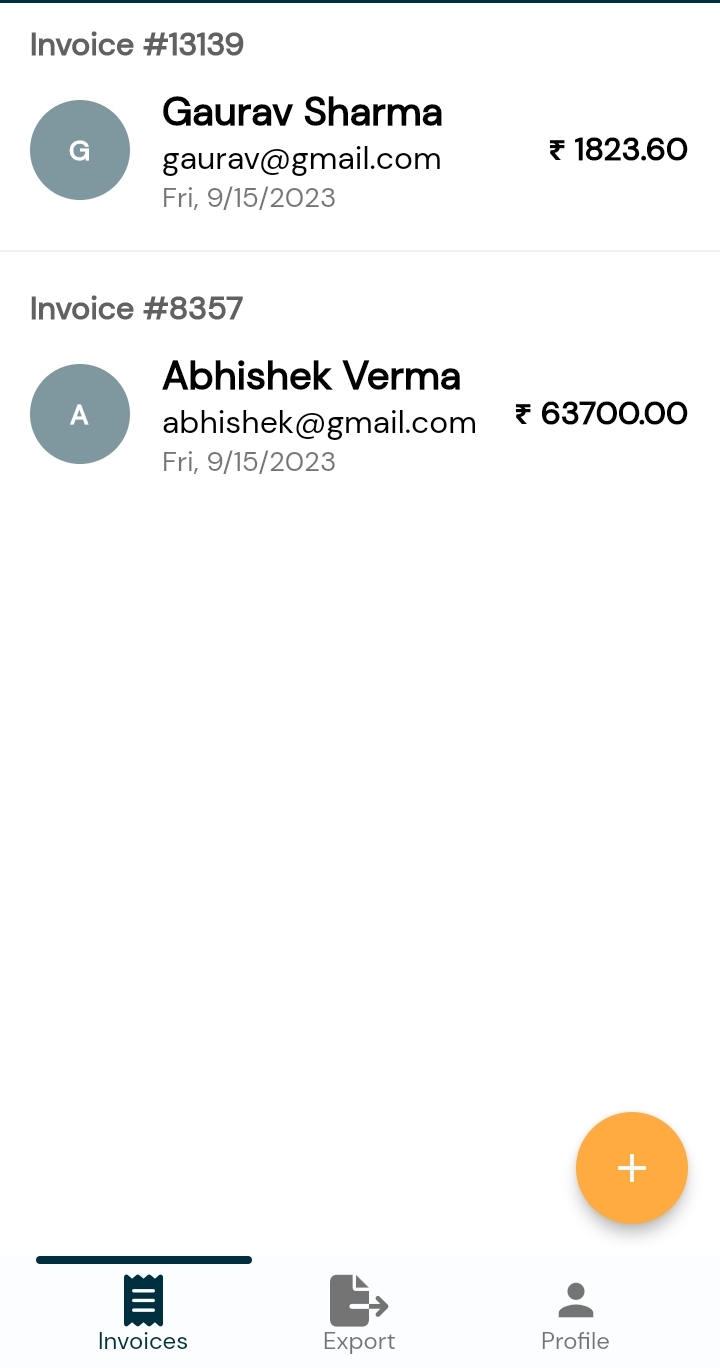 Invoice #13139
G
Gaurav Sharma
gaurav@gmail.com
Fri, 9/15/2023
₹ 1823.60
Invoice #8357
A
Abhishek Verma
abhishek@gmail.com
Fri, 9/15/2023
₹ 63700.00
+
Invoices
Export
Profile